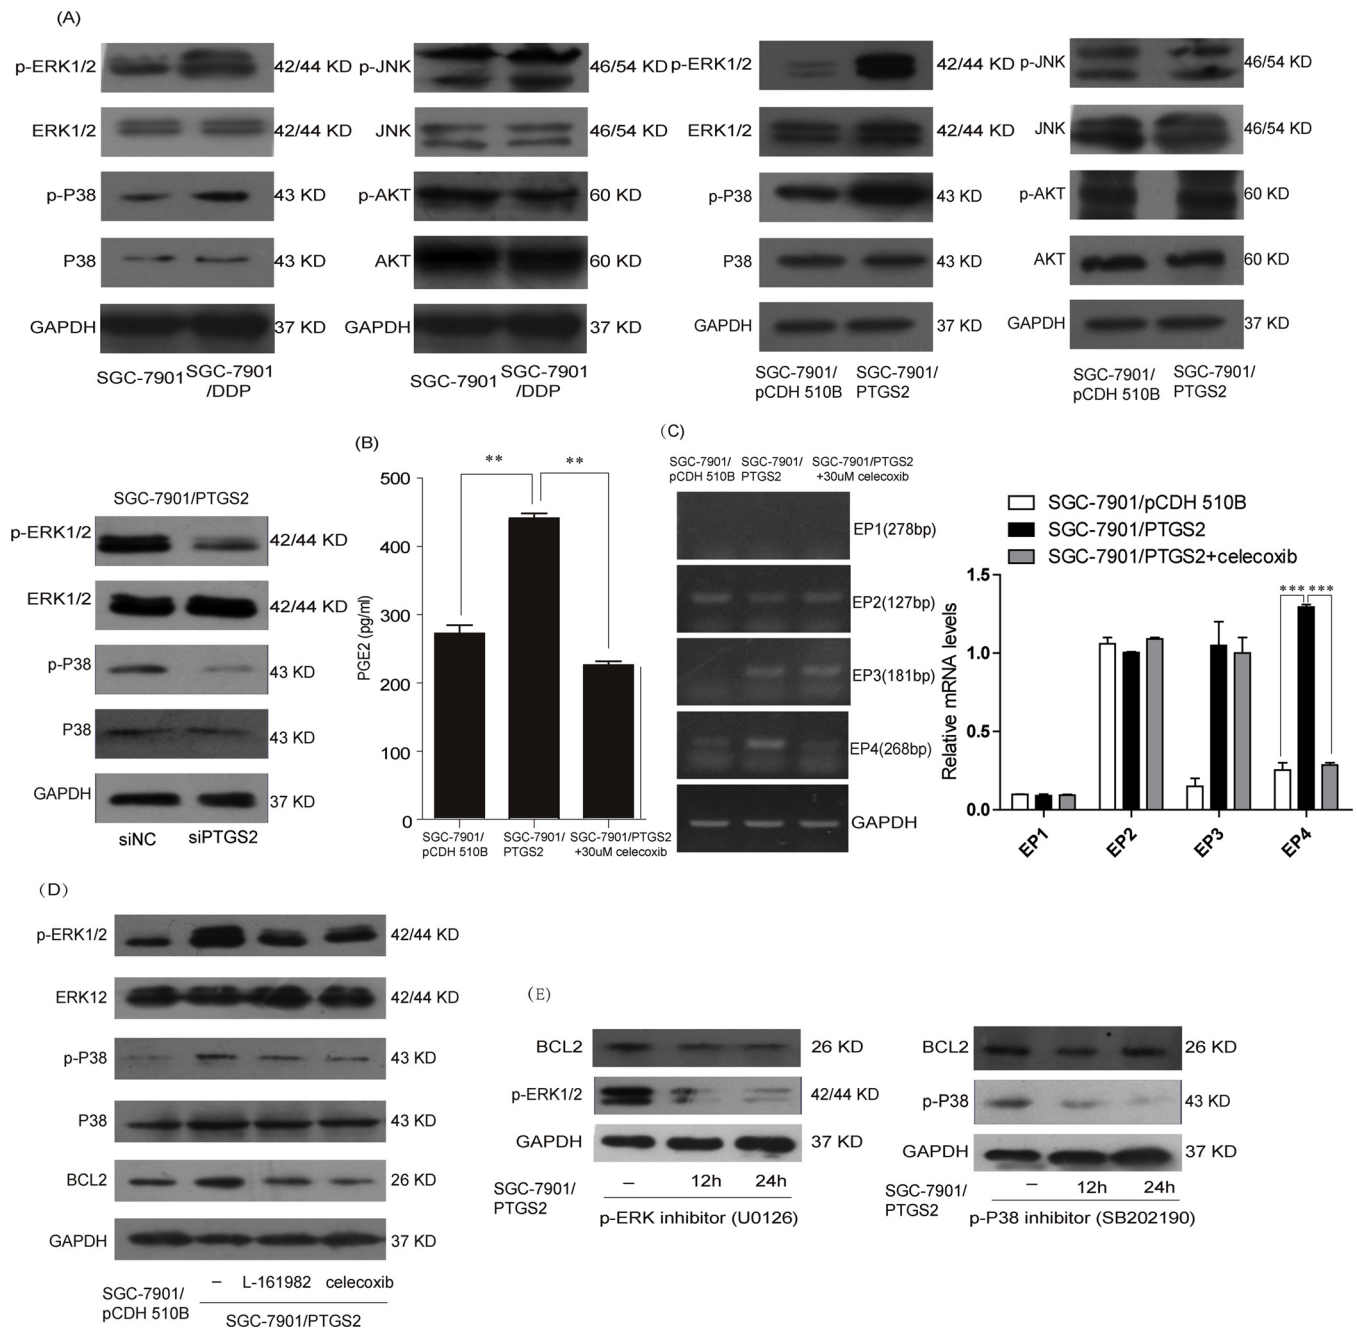 (A)
p-ERK1/2 42/44 KD p-JNK 46/54 KD p-ERK1/2 42/44 KD p-JNK 46/54 KD
ERK1/2 42/44 KD JNK 46/54 KD ERK1/2 42/44 KD JNK 46/54 KD
p-P38 43 KD p-AKT 60 KD p-P38 43 KD p-AKT 60 KD
P38 43 KD AKT 60 KD P38 43 KD AKT 60 KD
GAPDH 37 KD GAPDH 37 KD GAPDH 37 KD GAPDH 37 KD
SGC-7901 SGC-7901 SGC-7901 SGC-7901 SGC-7901/ SGC-7901/ SGC-7901/ SGC-7901/
/DDP /DDP pCDH 510B PTGS2 pCDH 510B PTGS2
SGC-7901/PTGS2
p-ERK1/2 42/44 KD
ERK1/2 42/44 KD
p-P38 43 KD
P38 43 KD
GAPDH 37 KD
siNC siPTGS2
(B)
** **
500
400
300
200
100
0
PGE2 (pg/ml)
SGC-7901/ SGC-7901/ SGC-7901/PTGS2
pCDH 510B PTGS2 +30uM celecoxib
(C)
SGC-7901/ SGC-7901/ SGC-7901/PTGS2
pCDH 510B PTGS2 +30uM celecoxib
EP1(278bp)
EP2(127bp)
EP3(181bp)
EP4(268bp)
GAPDH
SGC-7901/pCDH 510B
SGC-7901/PTGS2
SGC-7901/PTGS2+celecoxib
1.5
1.0
0.5
0.0
Relative mRNA levels
*** ***
EP1 EP2 EP3 EP4
(D)
p-ERK1/2 42/44 KD
ERK12 42/44 KD
p-P38 43 KD
P38 43 KD
BCL2 26 KD
GAPDH 37 KD
SGC-7901/ – L-161982 celecoxib
pCDH 510B SGC-7901/PTGS2
(E)
BCL2 26 KD
p-ERK1/2 42/44 KD
GAPDH 37 KD
SGC-7901/ – 12h 24h
PTGS2 p-ERK inhibitor (U0126)
BCL2 26 KD
p-P38 43 KD
GAPDH 37 KD
SGC-7901/ – 12h 24h
PTGS2 p-P38 inhibitor (SB202190)